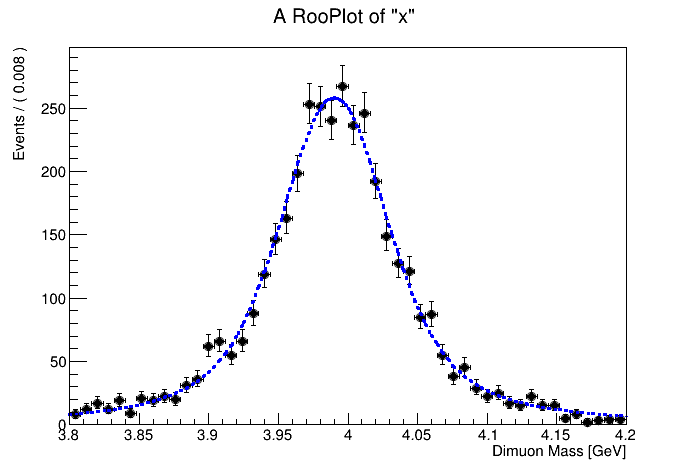 A RooPlot of "x"
Events / ( 0.008 )
250
200
150
100
50
0
3.8 3.85 3.9 3.95 4 4.05 4.1 4.15 4.2
Dimuon Mass [GeV]